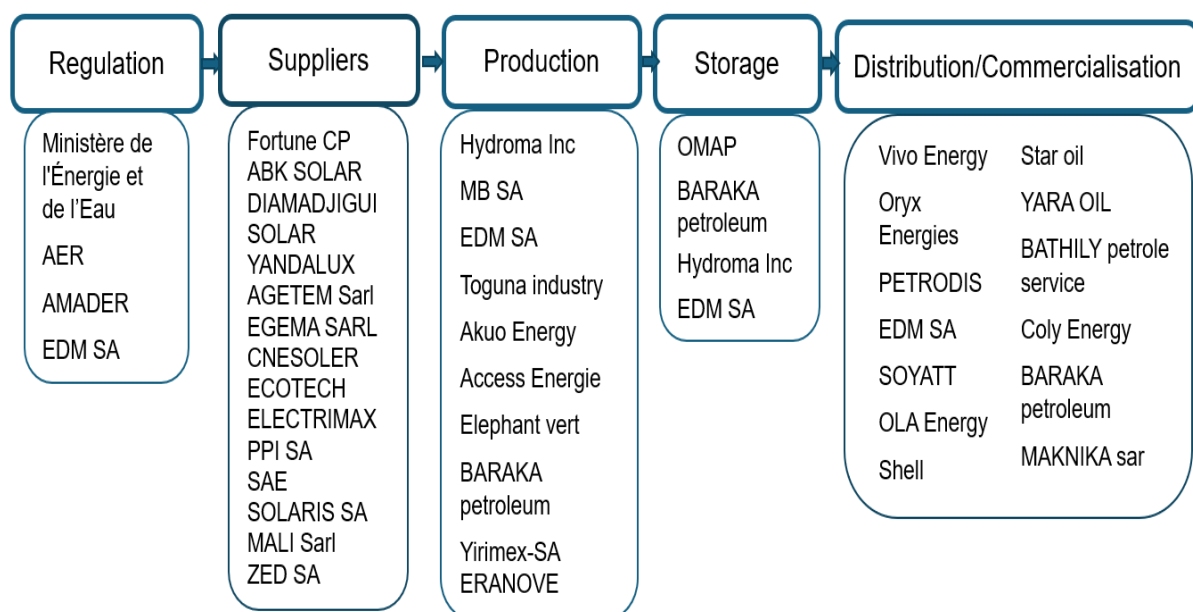 Regulation
Suppliers
Production
Storage
Distribution/Commercialisation
Ministère de
l'Énergie et
de l’Eau
AER
AMADER
EDM SA
Fortune CP
ABK SOLAR
DIAMADJIGUI
SOLAR
YANDALUX
AGETEM Sarl
EGEMA SARL
CNESOLER
ECOTECH
ELECTRIMAX
PPI SA
SAE
SOLARIS SA
MALI Sarl
ZED SA
Hydroma Inc
MB SA
EDM SA
Toguna industry
Akuo Energy
Access Energie
Elephant vert
BARAKA
petroleum
Yirimex-SA
ERANOVE
OMAP
BARAKA
petroleum
Hydroma Inc
EDM SA
Vivo Energy
Oryx
Energies
PETRODIS
EDM SA
SOYATT
OLA Energy
Shell
Star oil
YARA OIL
BATHILY petrole
service
Coly Energy
BARAKA
petroleum
MAKNIKA sar